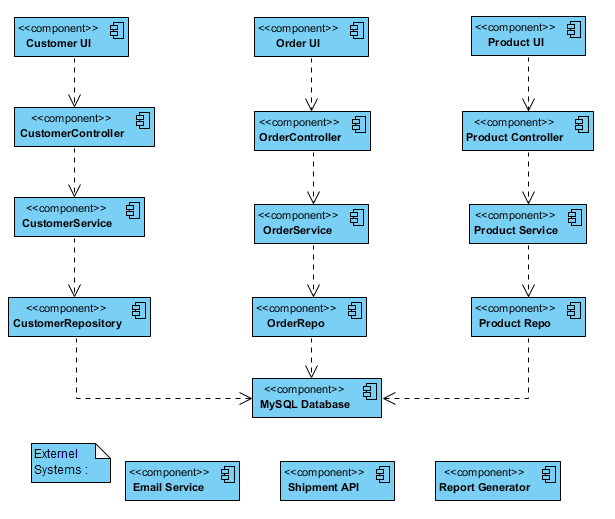 <<component>>
Customer UI
<<component>>
Order UI
<<component>>
Product UI
<<component>>
CustomerController
<<component>>
OrderController
<<component>>
Product Controller
<<component>>
CustomerService
<<component>>
OrderService
<<component>>
Product Service
<<component>>
CustomerRepository
<<component>>
OrderRepo
<<component>>
Product Repo
<<component>>
MySQL Database
Externel
Systems :
<<component>>
Email Service
<<component>>
Shipment API
<<component>>
Report Generator